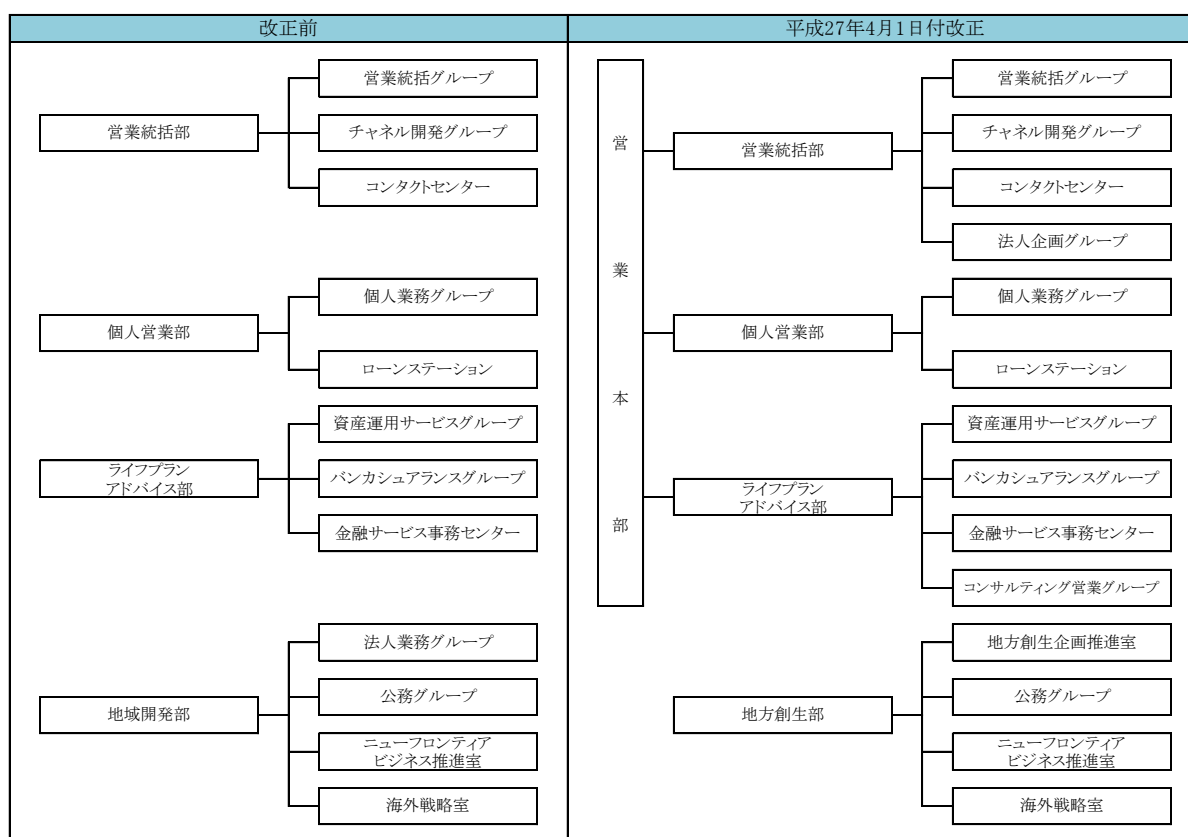 改正前
営業統括部
営業統括グループ
チャネル開発グループ
コンタクトセンター
個人営業部
個人業務グループ
ローンステーション
ライフプラン
アドバイス部
資産運用サービスグループ
バンカシュアランスグループ
金融サービス事務センター
地域開発部
法人業務グループ
公務グループ
ニューフロンティア
ビジネス推進室
海外戦略室
平成27年4月1日付改正
営業本部
営業統括部
営業統括グループ
チャネル開発グループ
コンタクトセンター
法人企画グループ
個人営業部
個人業務グループ
ローンステーション
ライフプラン
アドバイス部
資産運用サービスグループ
バンカシュアランスグループ
金融サービス事務センター
コンサルティング営業グループ
地方創生部
地方創生企画推進室
公務グループ
ニューフロンティア
ビジネス推進室
海外戦略室